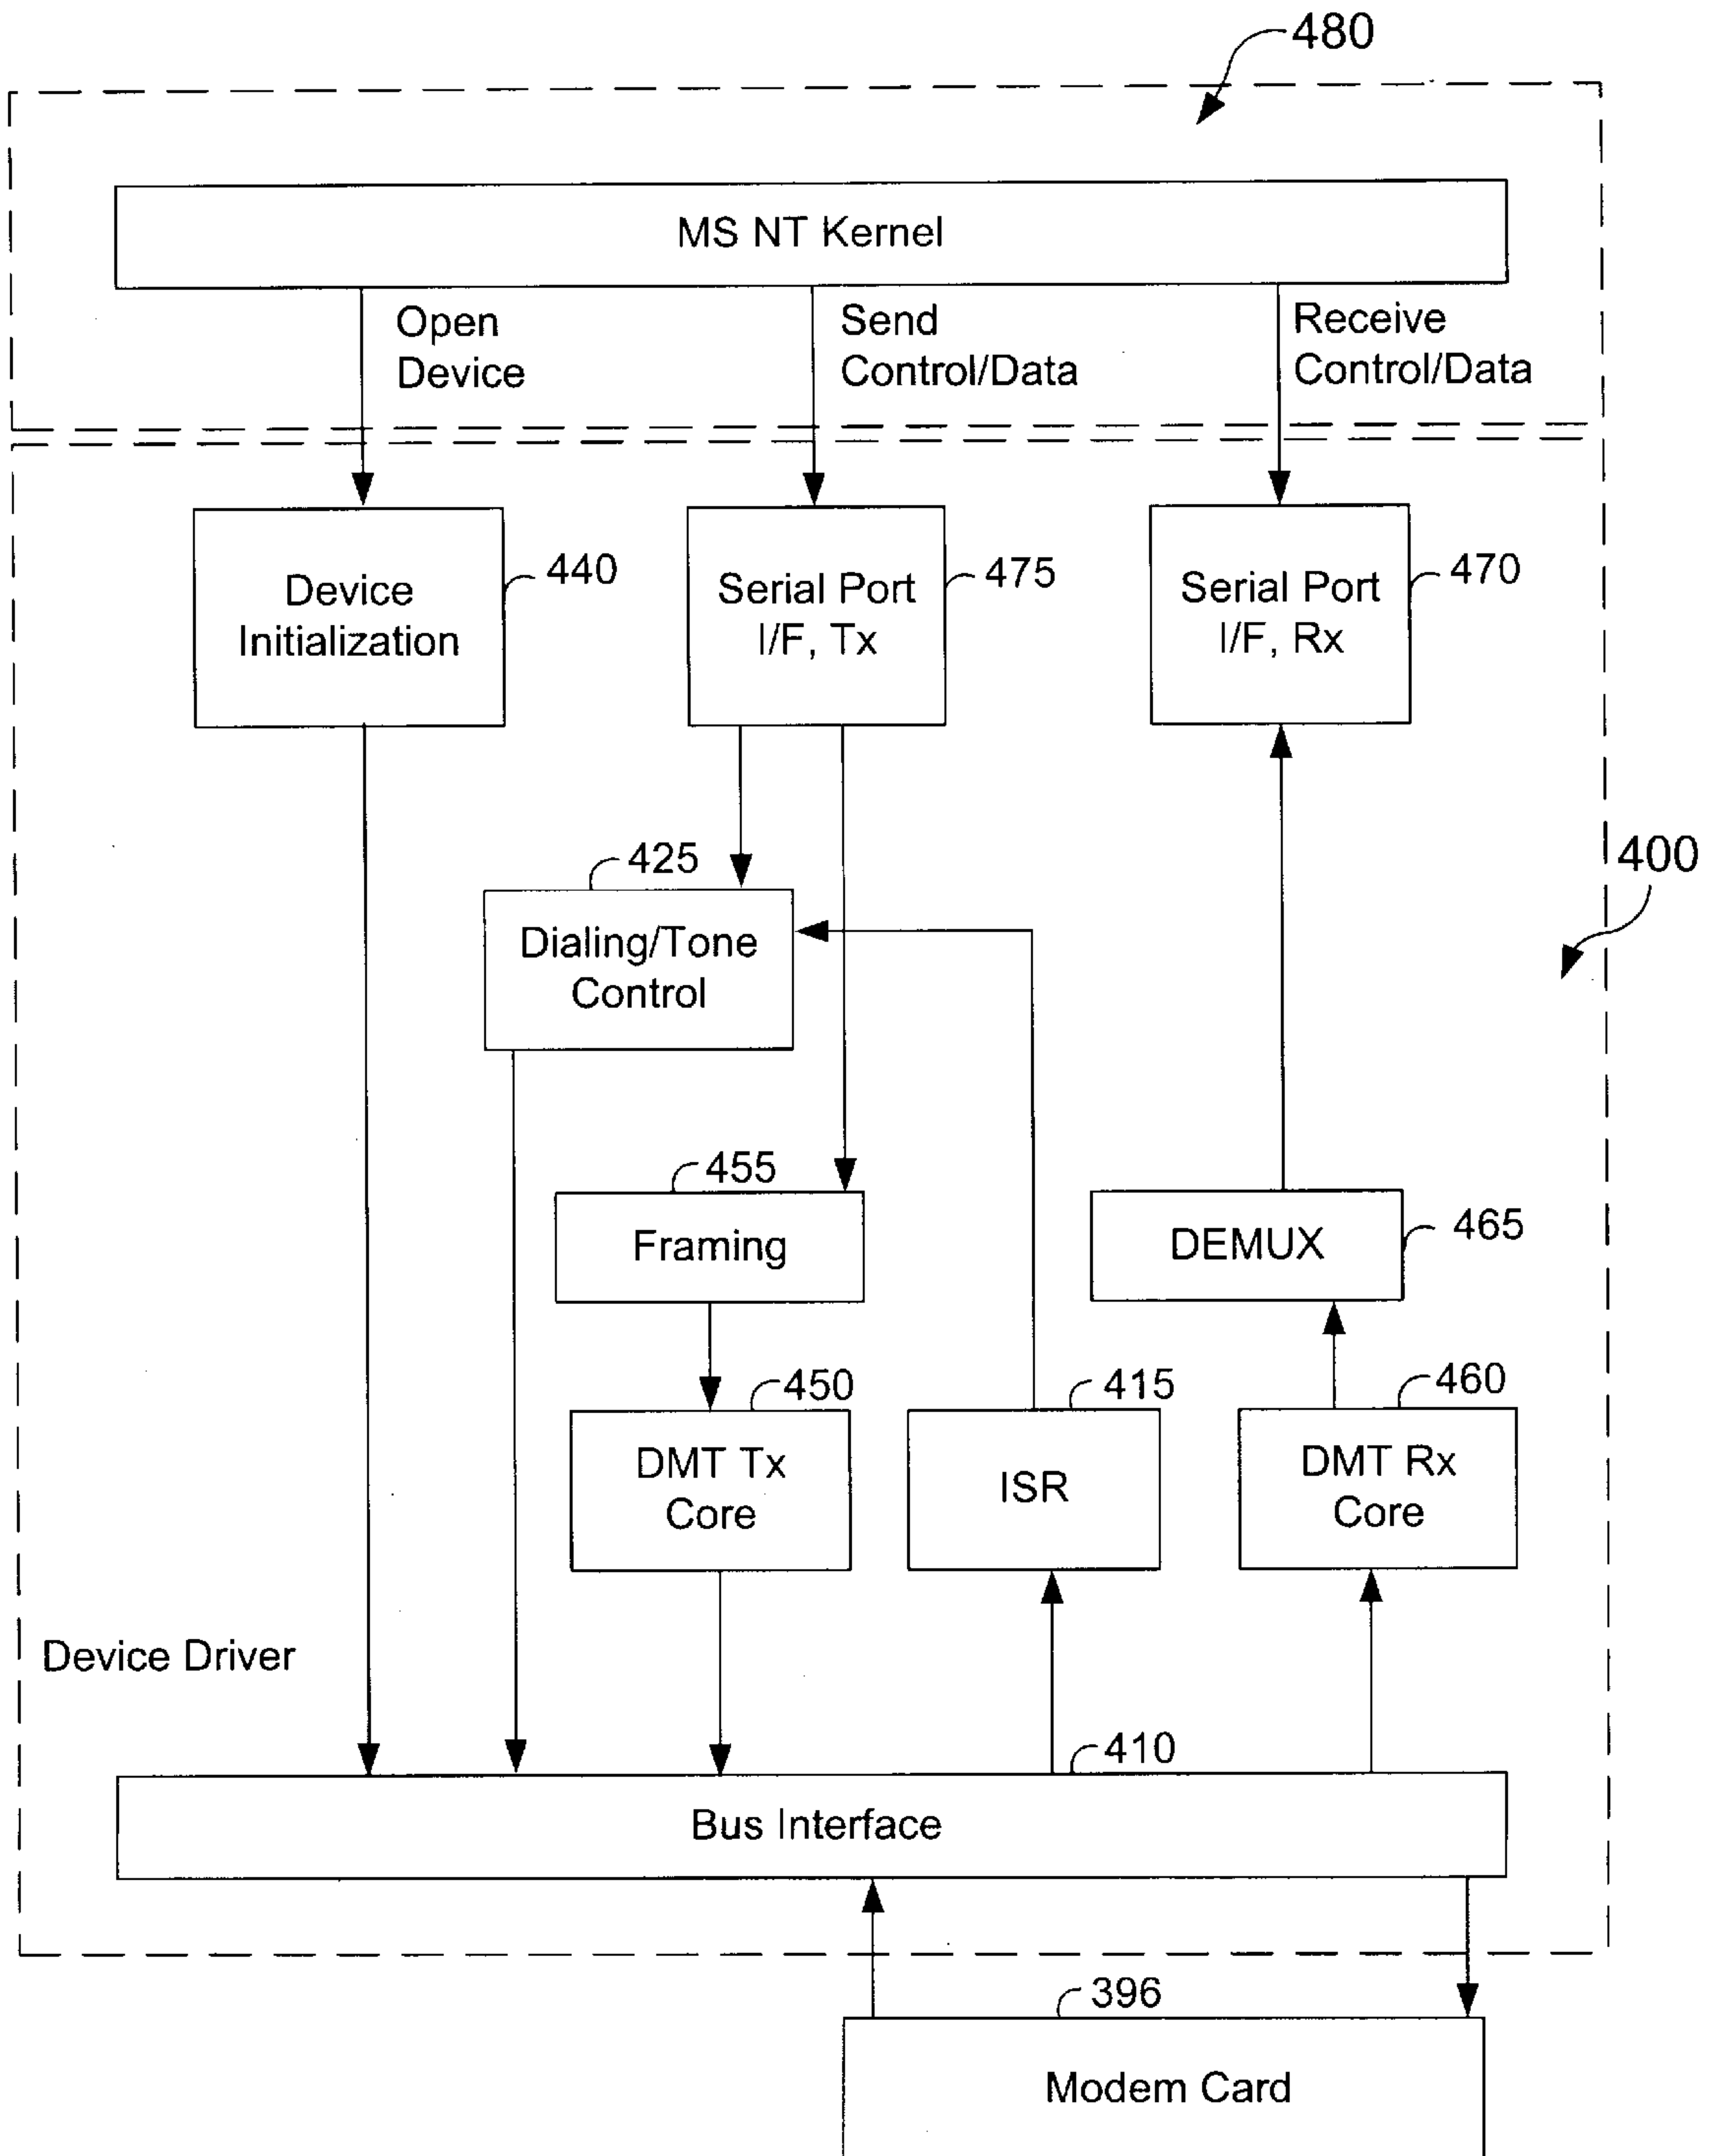 480
MS NT Kernel
Open
Device
Send
Control/Data
Receive
Control/Data
Device
Initialization
440
Serial Port
I/F, Tx
475
Serial Port
I/F, Rx
470
400
425
Dialing/Tone
Control
455
Framing
DEMUX
465
450
DMT Tx
Core
415
ISR
460
DMT Rx
Core
Device Driver
410
Bus Interface
396
Modem Card